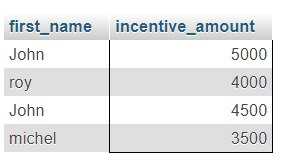 first_name incentive_amount
John 5000
roy 4000
John 4500
michel 3500